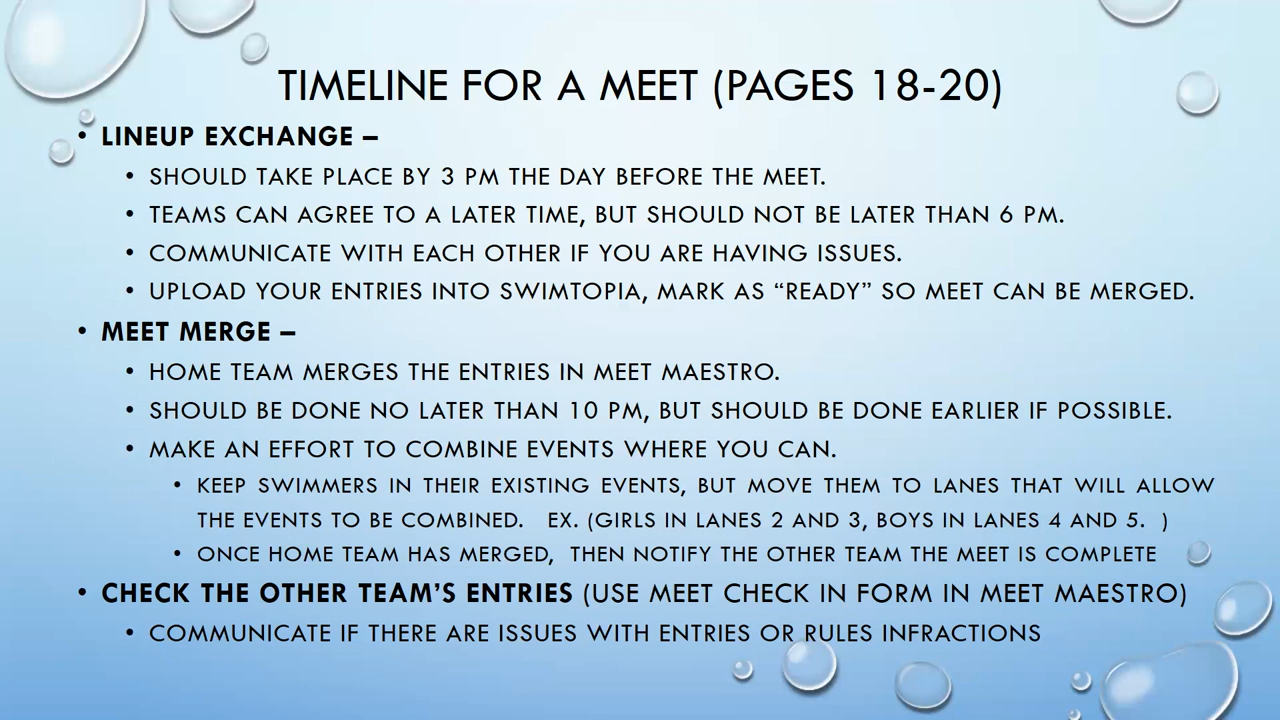 TIMELINE FOR A MEET (PAGES 18-20)
• LINEUP EXCHANGE –
• SHOULD TAKE PLACE BY 3 PM THE DAY BEFORE THE MEET.
• TEAMS CAN AGREE TO A LATER TIME, BUT SHOULD NOT BE LATER THAN 6 PM.
• COMMUNICATE WITH EACH OTHER IF YOU ARE HAVING ISSUES.
• UPLOAD YOUR ENTRIES INTO SWIMTOPIA, MARK AS “READY” SO MEET CAN BE MERGED.
• MEET MERGE –
• HOME TEAM MERGES THE ENTRIES IN MEET MAESTRO.
• SHOULD BE DONE NO LATER THAN 10 PM, BUT SHOULD BE DONE EARLIER IF POSSIBLE.
• MAKE AN EFFORT TO COMBINE EVENTS WHERE YOU CAN.
• KEEP SWIMMERS IN THEIR EXISTING EVENTS, BUT MOVE THEM TO LANES THAT WILL ALLOW
THE EVENTS TO BE COMBINED. EX. (GIRLS IN LANES 2 AND 3, BOYS IN LANES 4 AND 5. )
• ONCE HOME TEAM HAS MERGED, THEN NOTIFY THE OTHER TEAM THE MEET IS COMPLETE
• CHECK THE OTHER TEAM’S ENTRIES (USE MEET CHECK IN FORM IN MEET MAESTRO)
• COMMUNICATE IF THERE ARE ISSUES WITH ENTRIES OR RULES INFRACTIONS